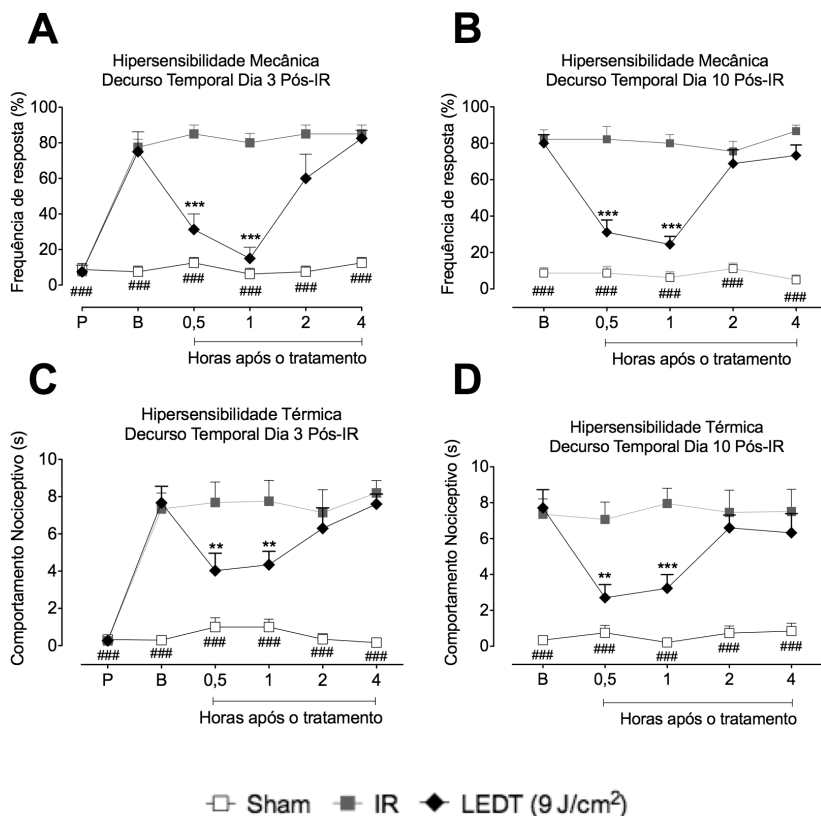 A
Hipersensibilidade Mecânica
Decurso Temporal Dia 3 Pós-IR
Frequência de resposta (%)
100
80
60
40
20
0
***
***
###
###
###
###
###
###
P
B
0,5
1
2
4
Horas após o tratamento
B
Hipersensibilidade Mecânica
Decurso Temporal Dia 10 Pós-IR
Frequência de resposta (%)
100
80
60
40
20
0
***
***
###
###
###
###
###
B
0,5
1
2
4
Horas após o tratamento
C
Hipersensibilidade Térmica
Decurso Temporal Dia 3 Pós-IR
Comportamento Nociceptivo (s)
10
8
6
4
2
0
**
**
###
###
###
###
###
###
P
B
0,5
1
2
4
Horas após o tratamento
D
Hipersensibilidade Térmica
Decurso Temporal Dia 10 Pós-IR
Comportamento Nociceptivo (s)
10
8
6
4
2
0
**
***
###
###
###
###
###
B
0,5
1
2
4
Horas após o tratamento
Sham IR LEDT (9 J/cm²)